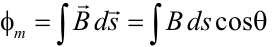 ϕₘ = ∫B⃗ ds⃗ = ∫B ds cosθ